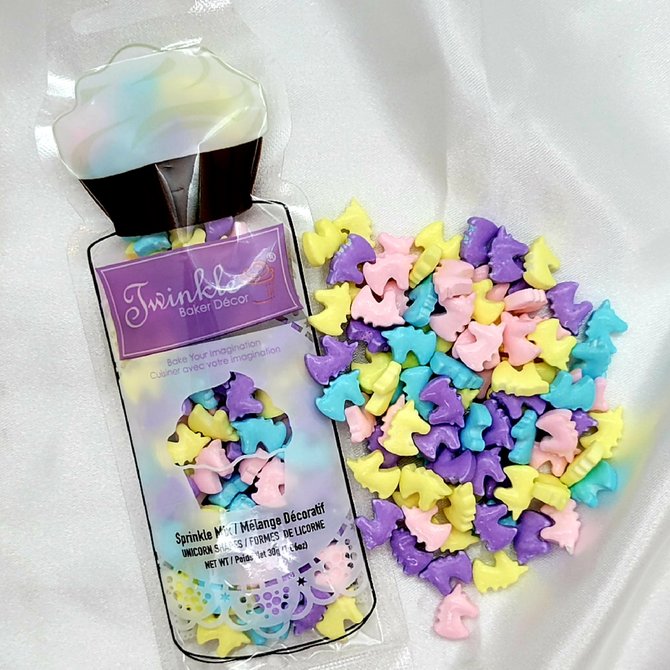 Twinkle®
Baker Décor
Bake Your Imagination
Cuisiner avec votre imagination
Sprinkle Mix / Mélange Décoratif
UNICORN SHAPES / FORMES DE LICORNE
NET WT / Poids Net 30g